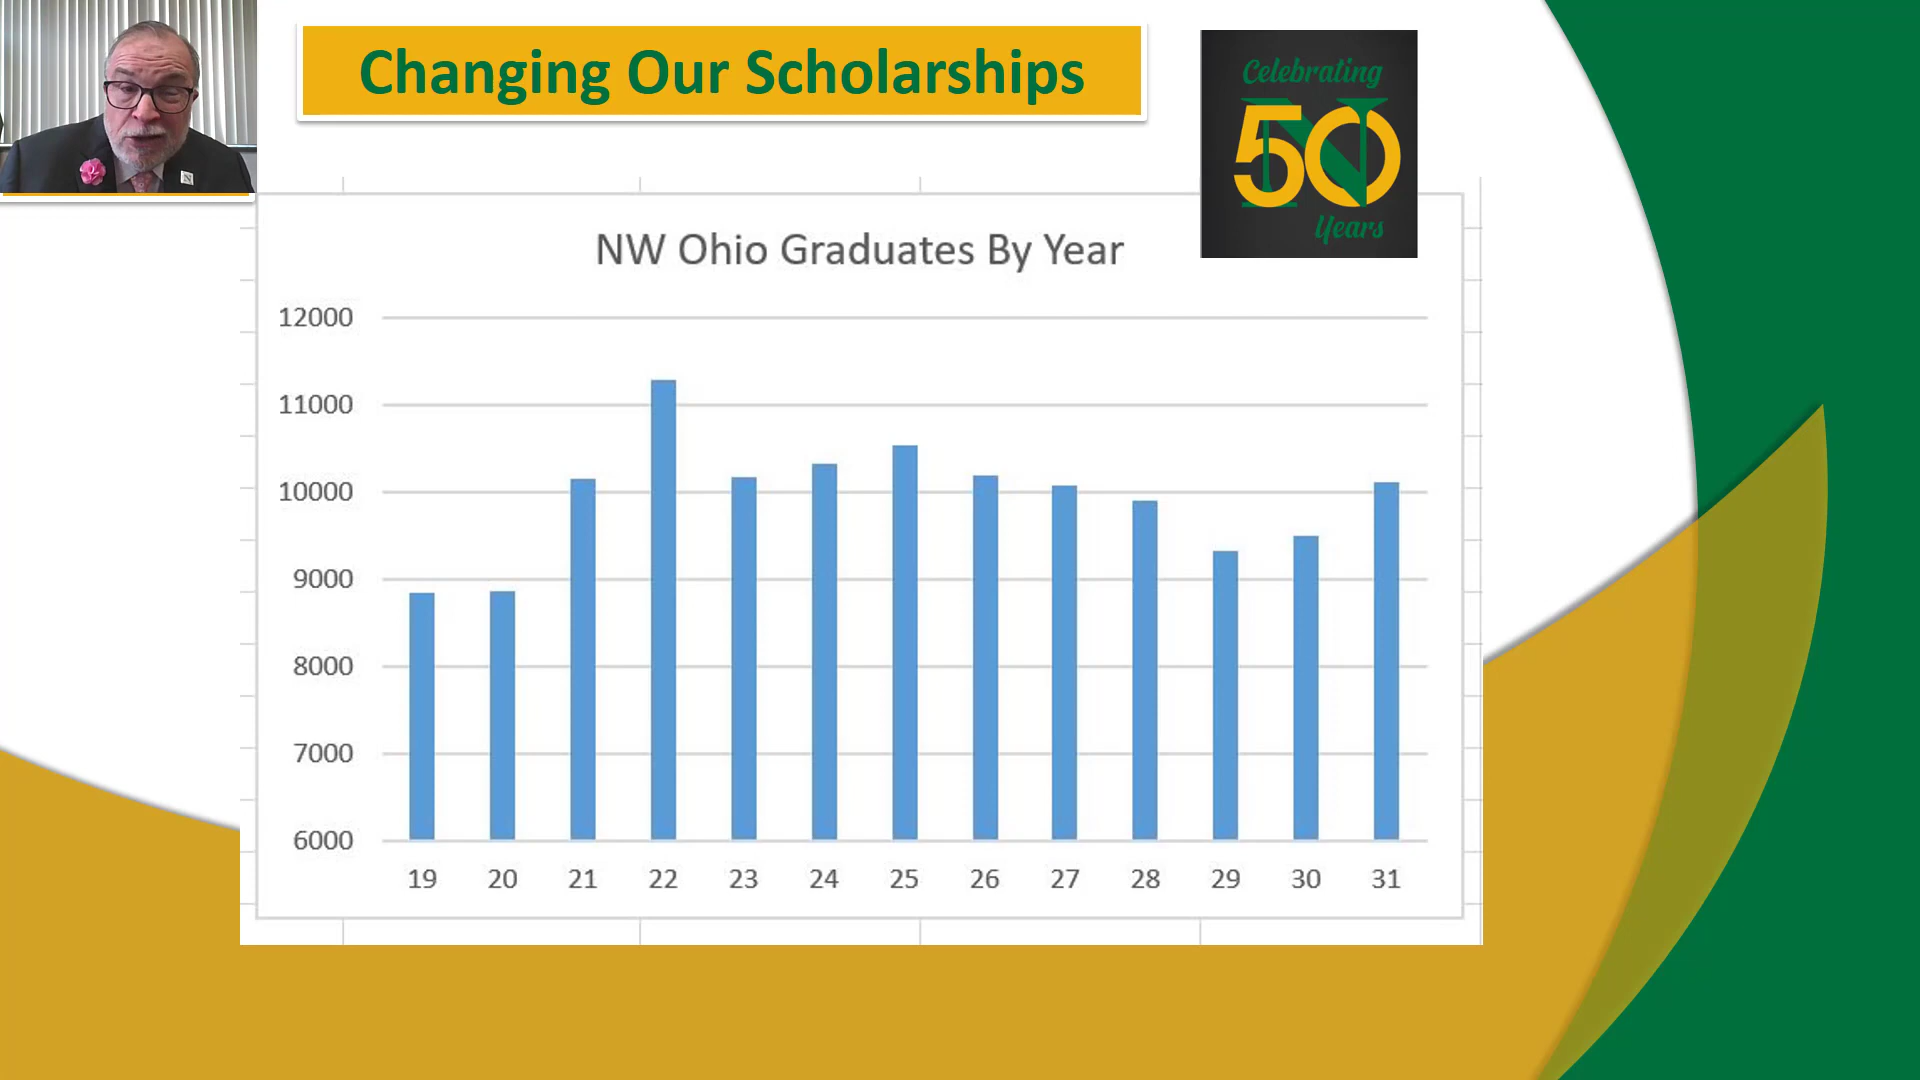 Changing Our Scholarships
Celebrating
50
Years
NW Ohio Graduates By Year
12000
11000
10000
9000
8000
7000
6000
19 20 21 22 23 24 25 26 27 28 29 30 31